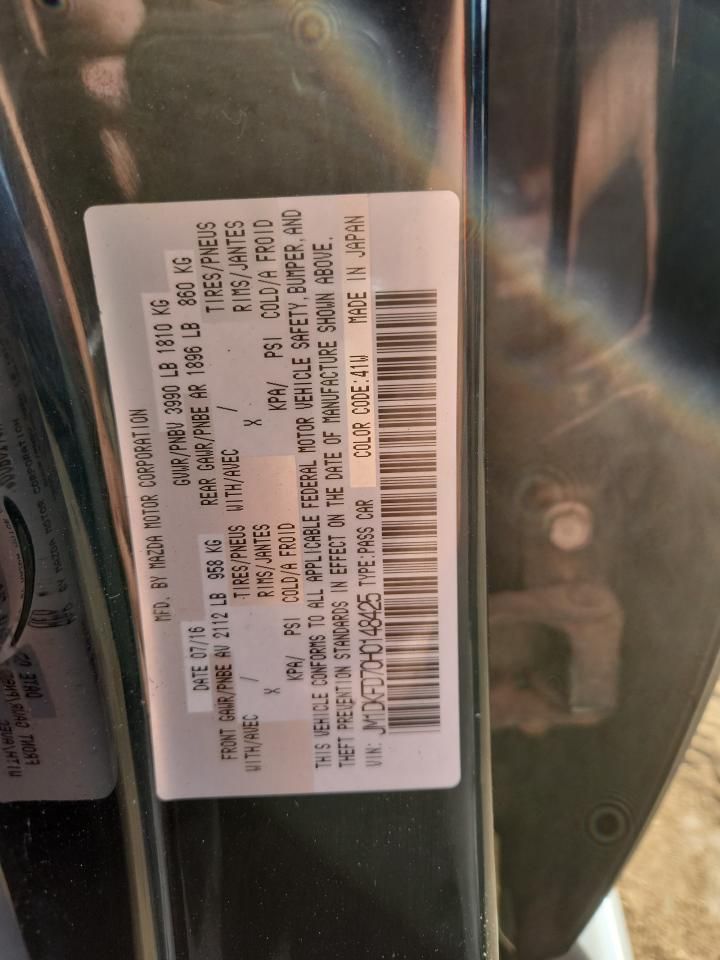 MFD. BY MAZDA MOTOR CORPORATION
DATE 07/16 GVWR/PNBV 3990 LB 1810 KG
FRONT GAWR/PNBE AV 2112 LB 958 KG REAR GAWR/PNBE AR 1896 LB 860 KG
WITH/AVEC / TIRES/PNEUS WITH/AVEC / TIRES/PNEUS
X RIMS/JANTES X RIMS/JANTES
KPA/ PSI COLD/A FROID KPA/ PSI COLD/A FROID
THIS VEHICLE CONFORMS TO ALL APPLICABLE FEDERAL MOTOR VEHICLE SAFETY, BUMPER, AND
THEFT PREVENTION STANDARDS IN EFFECT ON THE DATE OF MANUFACTURE SHOWN ABOVE.
VIN: JM1DKFD70H0148425 TYPE:PASS CAR COLOR CODE:41W MADE IN JAPAN